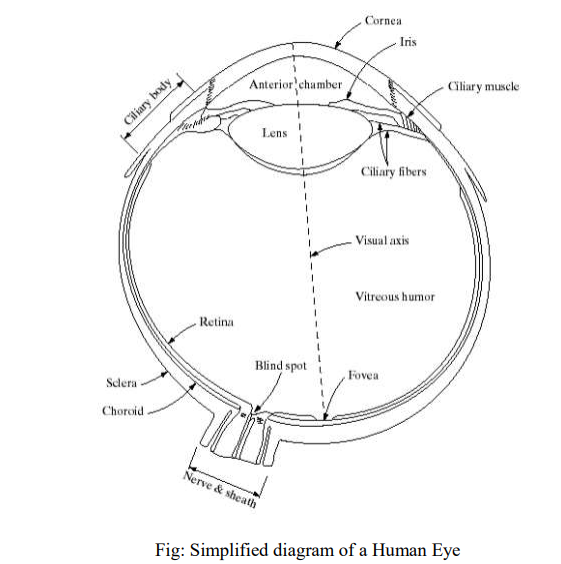 Cornea
Iris
Anterior chamber
Ciliary muscle
Ciliary body
Lens
Ciliary fibers
Visual axis
Vitreous humor
Retina
Blind spot
Fovea
Sclera
Choroid
Nerve & sheath
Fig: Simplified diagram of a Human Eye